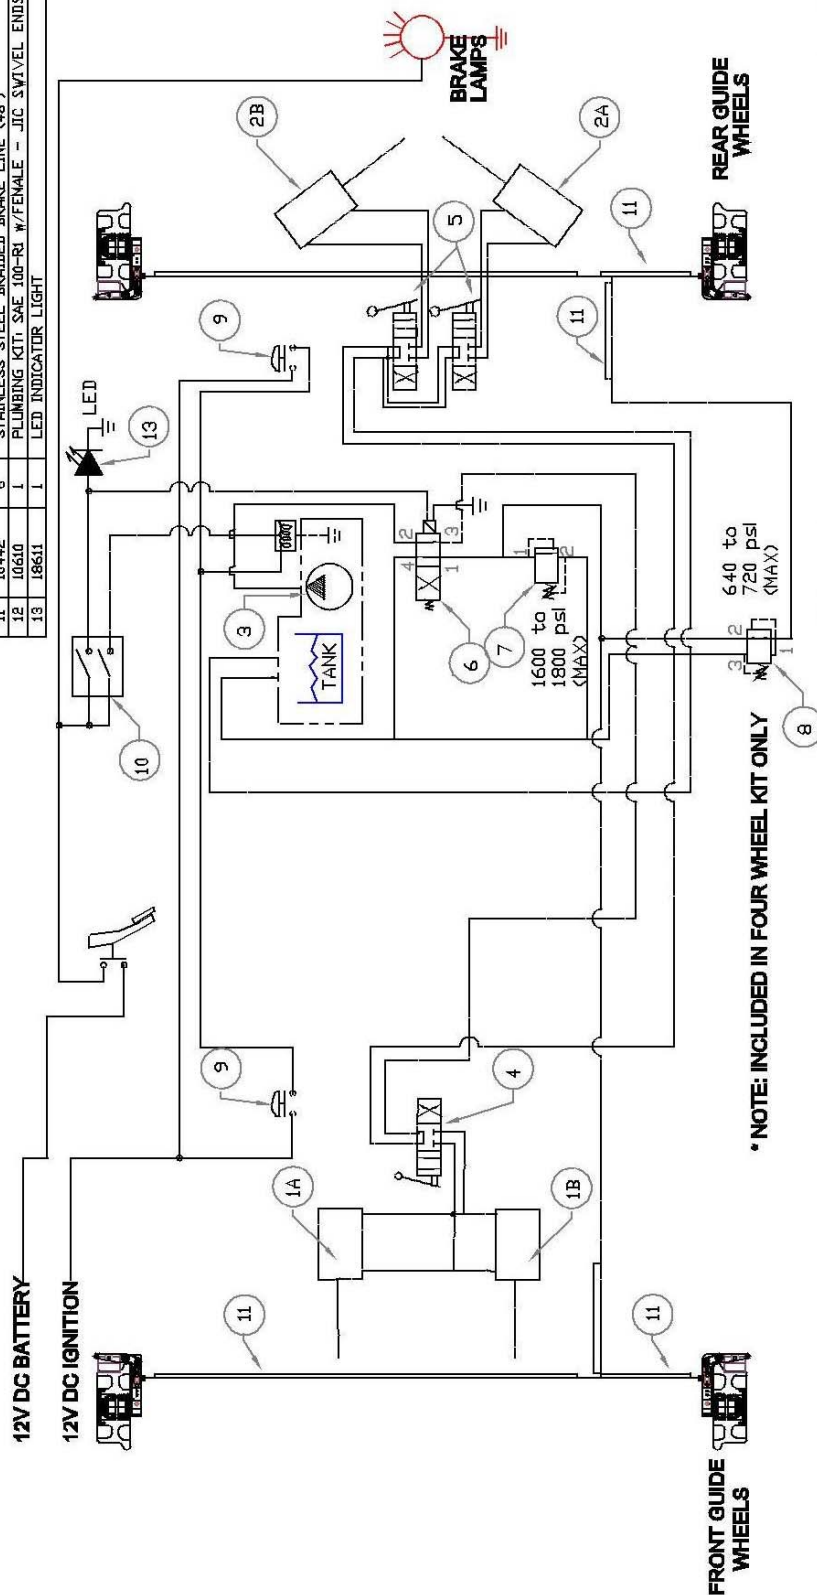 STAINLESS STEEL BRAIDED BRAKE LINE (48")
12 10610 1 PLUMBING KIT; SAE 100-R1 W/FEMALE - JIC SWIVEL ENDS
13 18611 1 LED INDICATOR LIGHT
12V DC BATTERY
12V DC IGNITION
LED
13
10
9
9
BRAKE
LAMPS
2B
2A
5
3
TANK
2
3
4
1
6
7
1
2
1600 to
1800 psi
(MAX)
640 to
720 psi
(MAX)
3
2
1
8
4
1A
1B
11
11
11
11
REAR GUIDE
WHEELS
FRONT GUIDE
WHEELS
*NOTE: INCLUDED IN FOUR WHEEL KIT ONLY